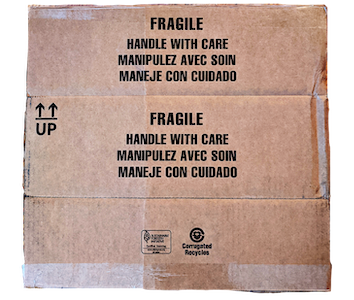 FRAGILE
HANDLE WITH CARE
MANIPULEZ AVEC SOIN
MANEJE CON CUIDADO
FRAGILE
HANDLE WITH CARE
MANIPULEZ AVEC SOIN
MANEJE CON CUIDADO
UP
Corrugated
Recycles